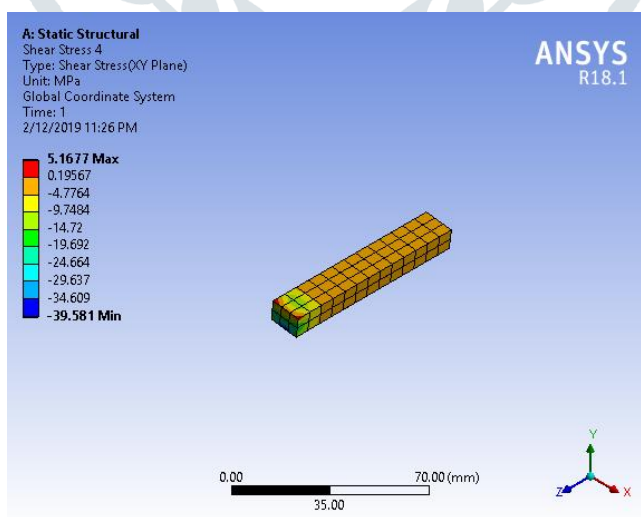 A: Static Structural
Shear Stress 4
Type: Shear Stress(XY Plane)
Unit: MPa
Global Coordinate System
Time: 1
2/12/2019 11:26 PM
ANSYS
R18.1
5.1677 Max
0.19567
-4.7764
-9.7484
-14.72
-19.692
-24.664
-29.637
-34.609
-39.581 Min
0.00
70.00 (mm)
35.00
Y
Z
X